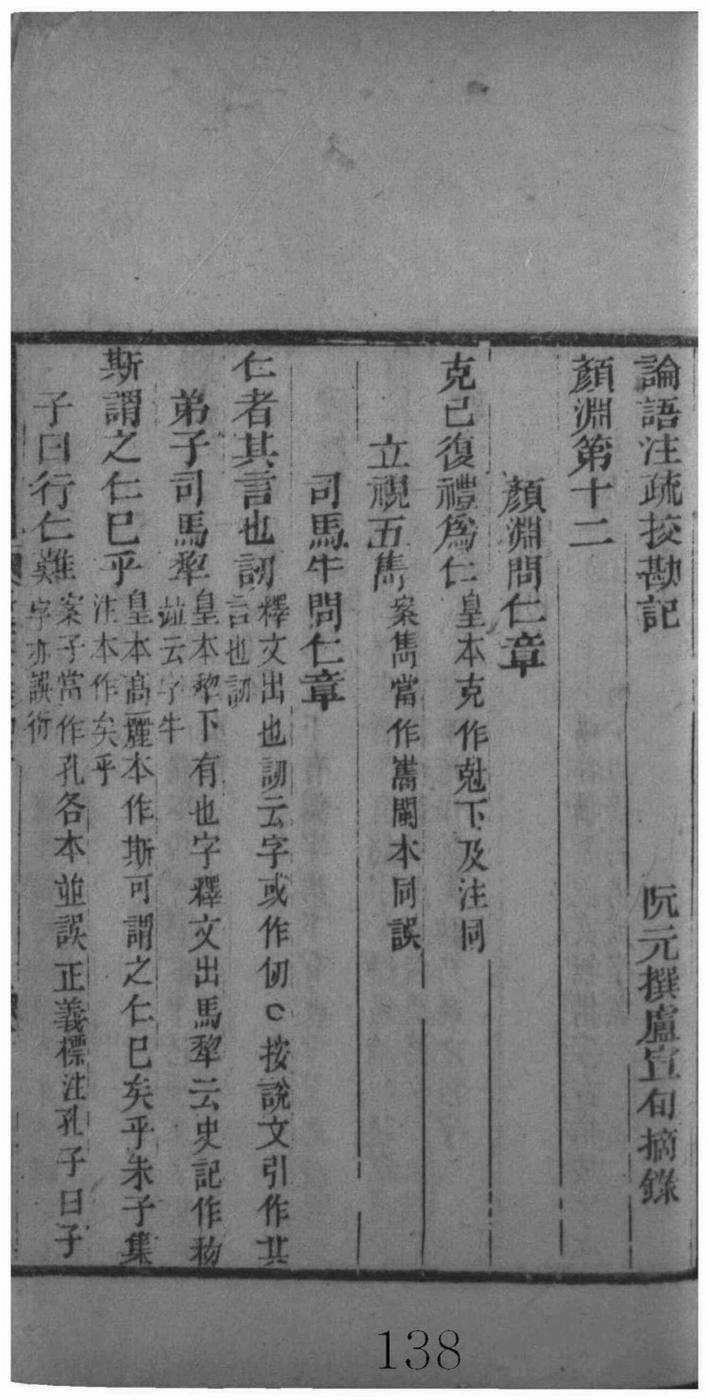 論語注疏挍勘記　阮元撰盧宣旬摘錄
顏淵第十二
顏淵問仁章
克己復禮爲仁 皇本克作尅下及注同
立視五雋 案雋當作嶲閩本同誤
司馬牛問仁章
仁者其言也訒 釋文出也訒云字或作仞○按說文引作其
言也訒
弟子司馬犂 皇本犂下有也字釋文出馬犂云史記作耕
並云字牛
斯謂之仁已乎 皇本高麗本作斯可謂之仁已矣乎朱子集
注本作矣乎
子曰行仁難 案子當作孔各本並誤正義標注孔子曰子
字亦誤衍
138